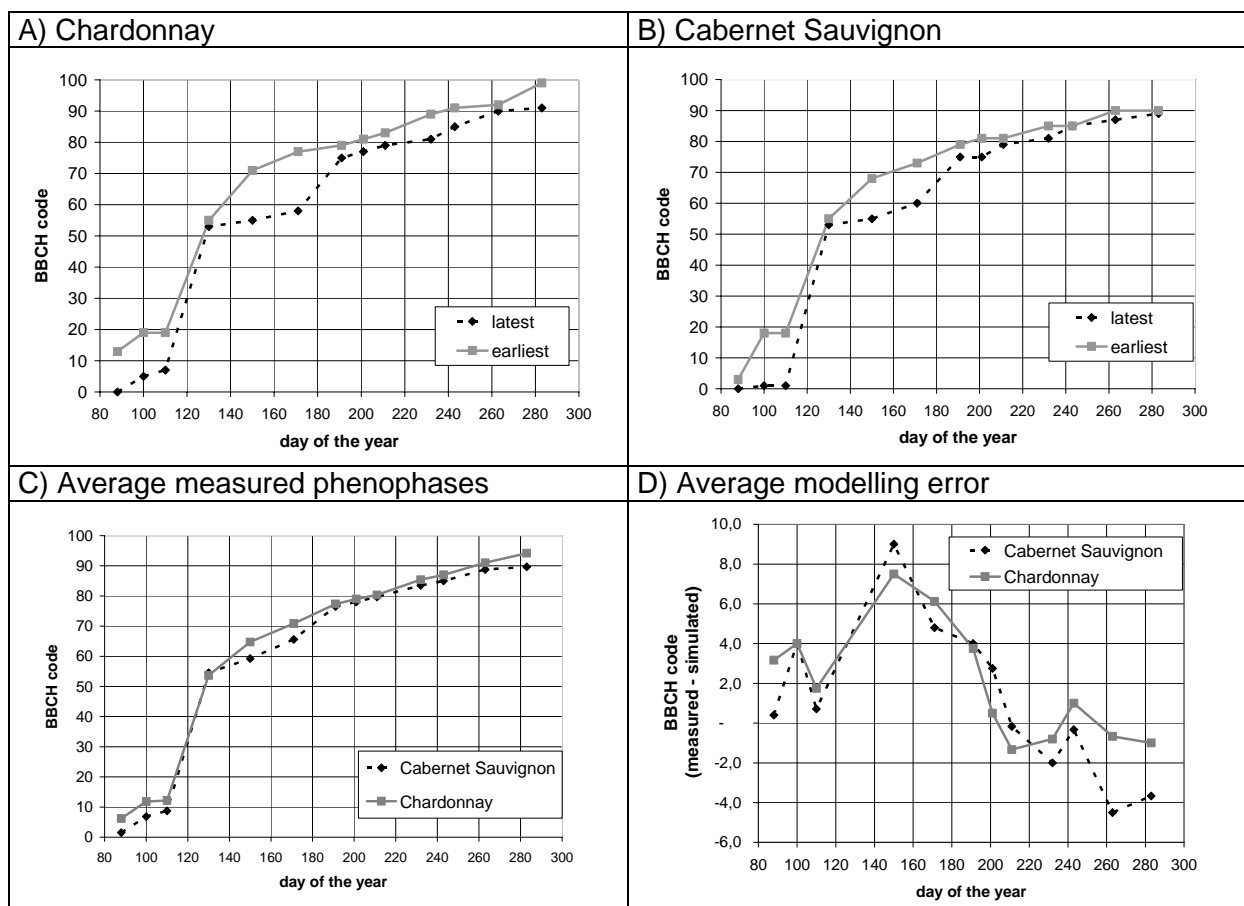 A) Chardonnay
100
90
80
70
60
50
40
30
20
10
0
BBCH code
80 100 120 140 160 180 200 220 240 260 280 300
day of the year
latest
earliest
B) Cabernet Sauvignon
100
90
80
70
60
50
40
30
20
10
0
BBCH code
80 100 120 140 160 180 200 220 240 260 280 300
day of the year
latest
earliest
C) Average measured phenophases
100
90
80
70
60
50
40
30
20
10
0
BBCH code
80 100 120 140 160 180 200 220 240 260 280 300
day of the year
Cabernet Sauvignon
Chardonnay
D) Average modelling error
10,0
8,0
6,0
4,0
2,0
-
-2,0
-4,0
-6,0
BBCH code
(measured - simulated)
80 100 120 140 160 180 200 220 240 260 280 300
day of the year
Cabernet Sauvignon
Chardonnay